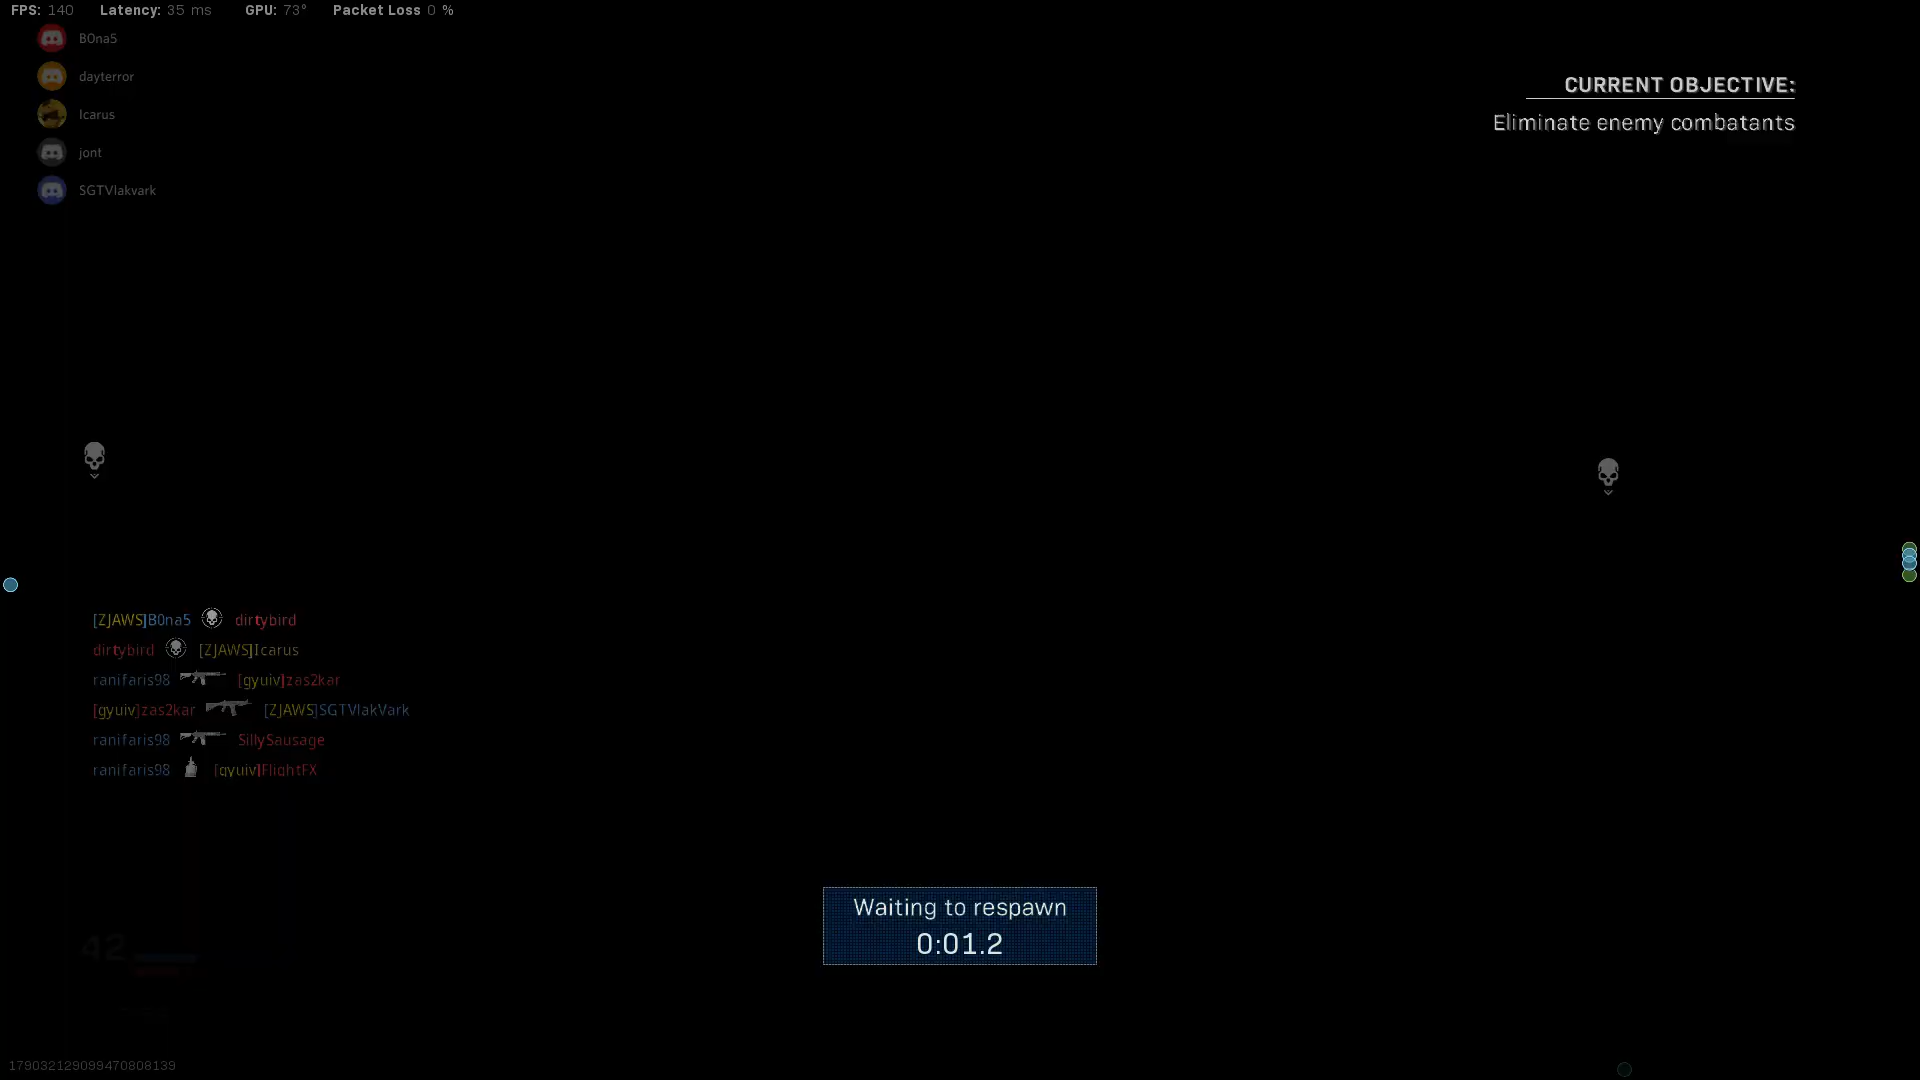 FPS: 140 Latency: 35 ms GPU: 73° Packet Loss 0 %
B0na5
dayterror
Icarus
jont
SGTVlakvark
CURRENT OBJECTIVE:
Eliminate enemy combatants
[ZJAWS]B0na5 dirtybird
dirtybird [ZJAWS]Icarus
ranifaris98 [gyuiv]zas2kar
[gyuiv]zas2kar [ZJAWS]SGTVlakVark
ranifaris98 SillySausage
ranifaris98 [gyuiv]FlightFX
Waiting to respawn
0:01.2
42
179032129099470808139